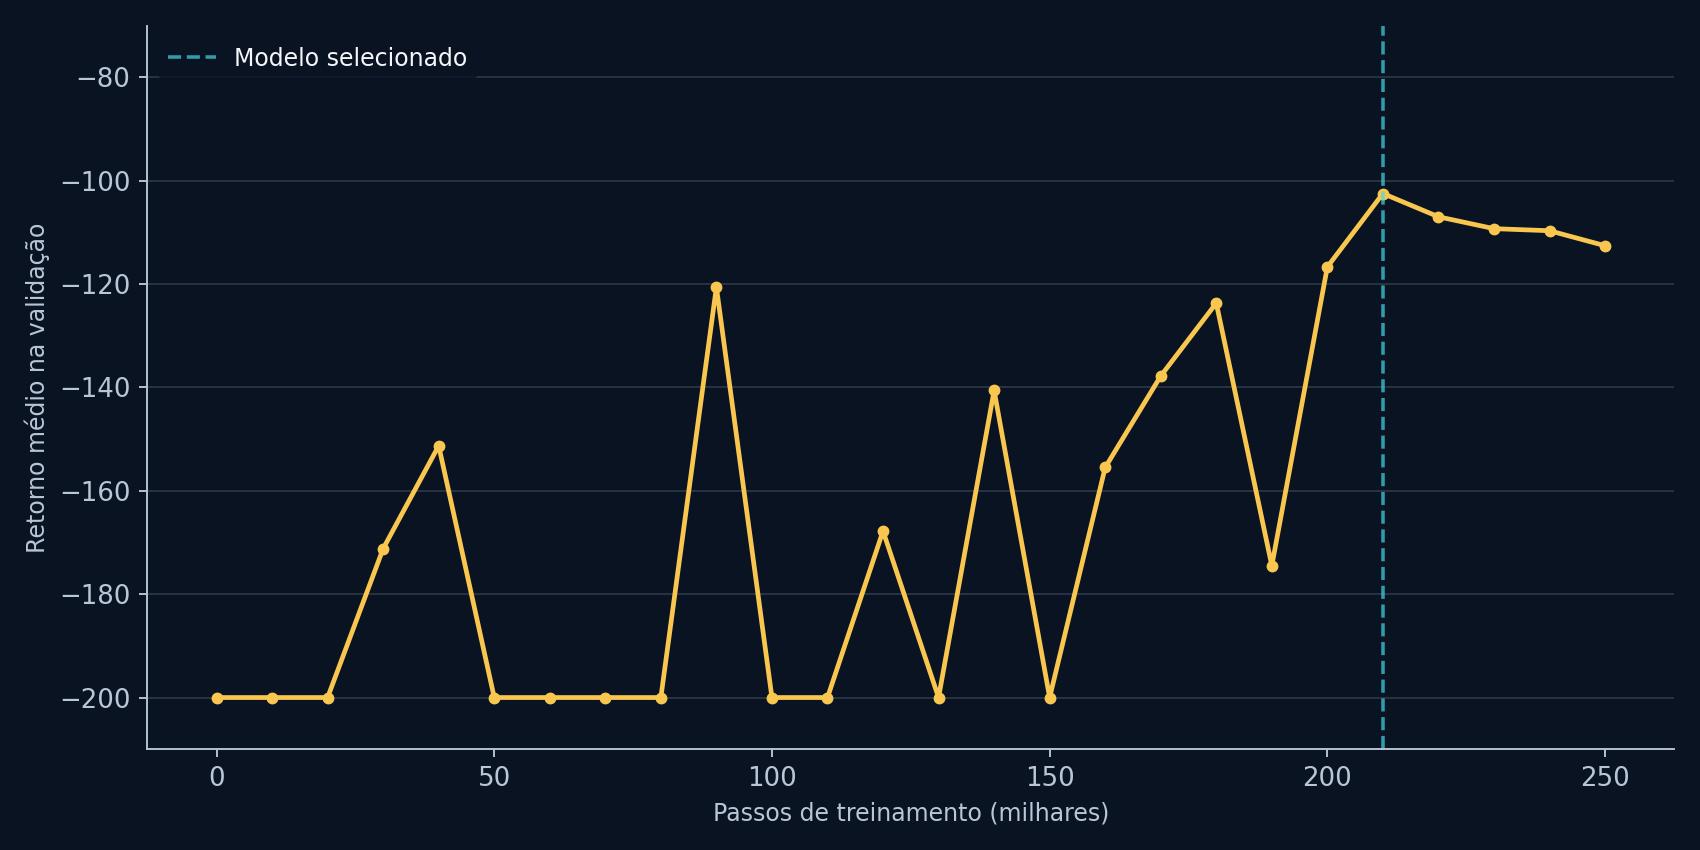 Modelo selecionado
−80
−100
−120
−140
−160
−180
−200
Retorno médio na validação
0 50 100 150 200 250
Passos de treinamento (milhares)